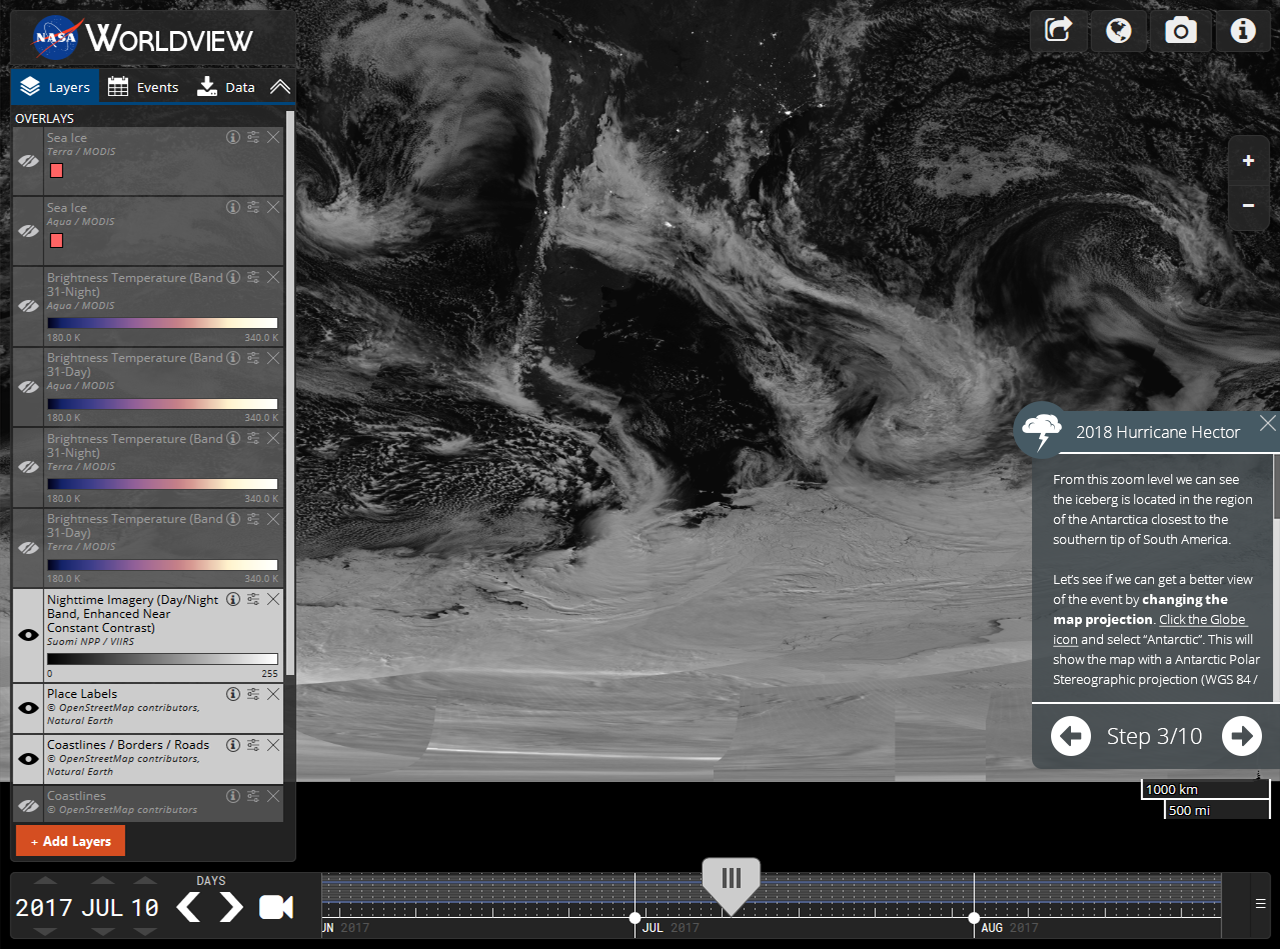 NASA WORLDVIEW
Layers Events Data
OVERLAYS
Sea Ice
Terra / MODIS
Sea Ice
Aqua / MODIS
Brightness Temperature (Band
31-Night)
Aqua / MODIS
180.0 K 340.0 K
Brightness Temperature (Band
31-Day)
Aqua / MODIS
180.0 K 340.0 K
Brightness Temperature (Band
31-Night)
Terra / MODIS
180.0 K 340.0 K
Brightness Temperature (Band
31-Day)
Terra / MODIS
180.0 K 340.0 K
Nighttime Imagery (Day/Night
Band, Enhanced Near
Constant Contrast)
Suomi NPP / VIIRS
0 255
Place Labels
© OpenStreetMap contributors,
Natural Earth
Coastlines / Borders / Roads
© OpenStreetMap contributors,
Natural Earth
Coastlines
© OpenStreetMap contributors
+ Add Layers
2018 Hurricane Hector
From this zoom level we can see
the iceberg is located in the region
of the Antarctica closest to the
southern tip of South America.
Let's see if we can get a better view
of the event by changing the
map projection. Click the Globe
icon and select “Antarctic”. This will
show the map with a Antarctic Polar
Stereographic projection (WGS 84 /
Step 3/10
1000 km
500 mi
2017 JUL 10
DAYS
UN 2017
JUL 2017
AUG 2017